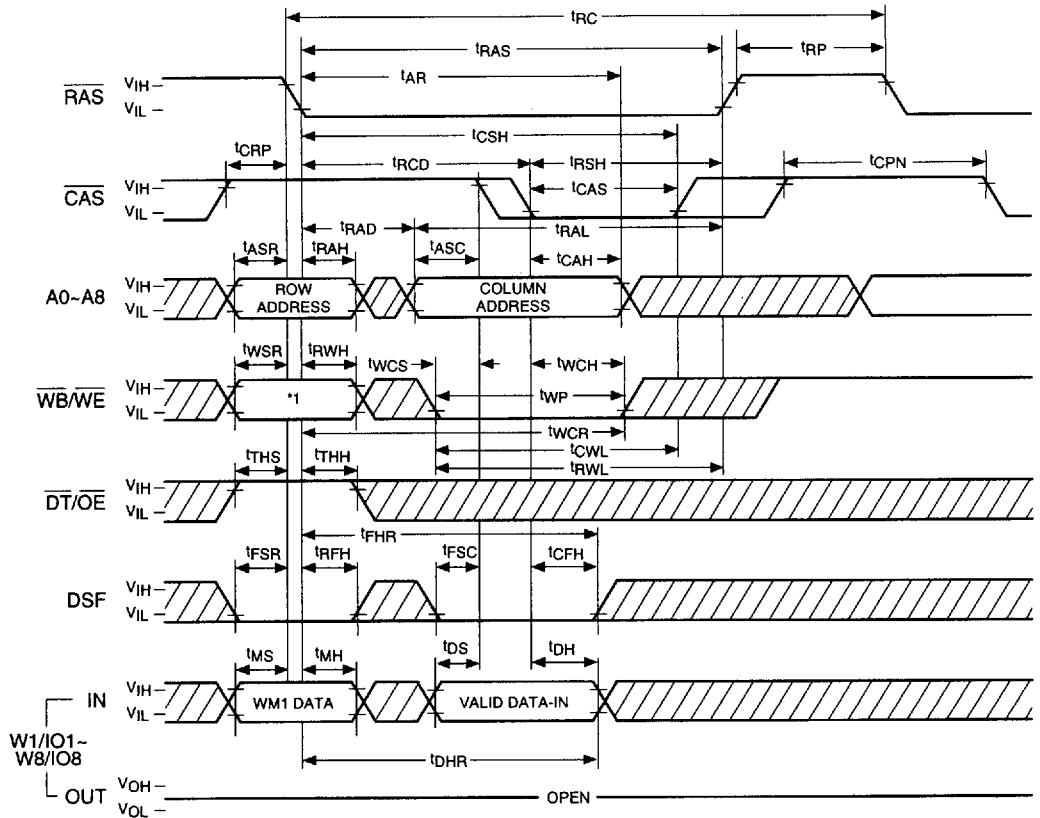 tRC
tRAS tRP
tAR
RAS VIH VIL
tCSH
tCRP tRCD tRSH tCPN
CAS VIH VIL tCAS
tRAD tRAL
tASR tRAH tASC tCAH
A0~A8 VIH VIL ROW ADDRESS COLUMN ADDRESS
tWSR tRWH tWCS tWCH
WB/WE VIH VIL *1 tWP
tWCR
tCWL
tRWL
tTHS tTHH
DT/OE VIH VIL
tFHR
tFSR tRFH tFSC tCFH
DSF VIH VIL
tMS tMH tDS tDH
IN VIH VIL WM1 DATA VALID DATA-IN
W1/IO1~
W8/IO8
tDHR
OUT VOH VOL OPEN